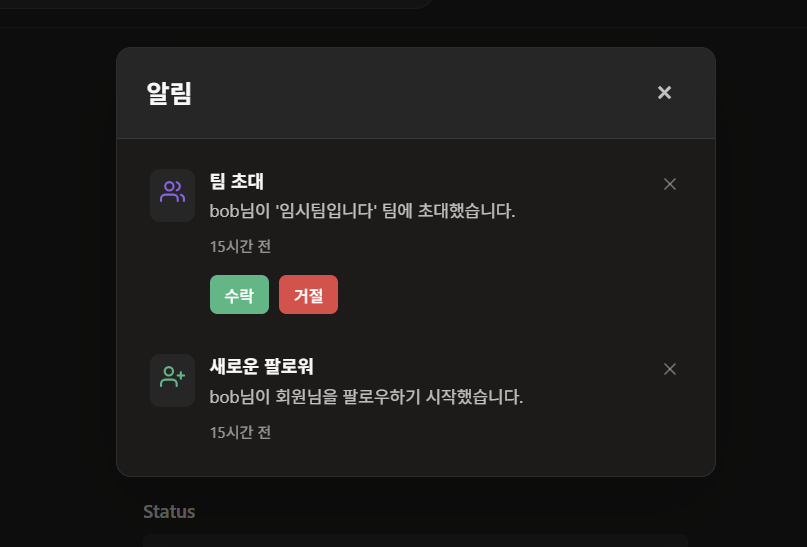 알림
팀 초대
bob님이 '임시팀입니다' 팀에 초대했습니다.
15시간 전
수락 거절
새로운 팔로워
bob님이 회원님을 팔로우하기 시작했습니다.
15시간 전
Status